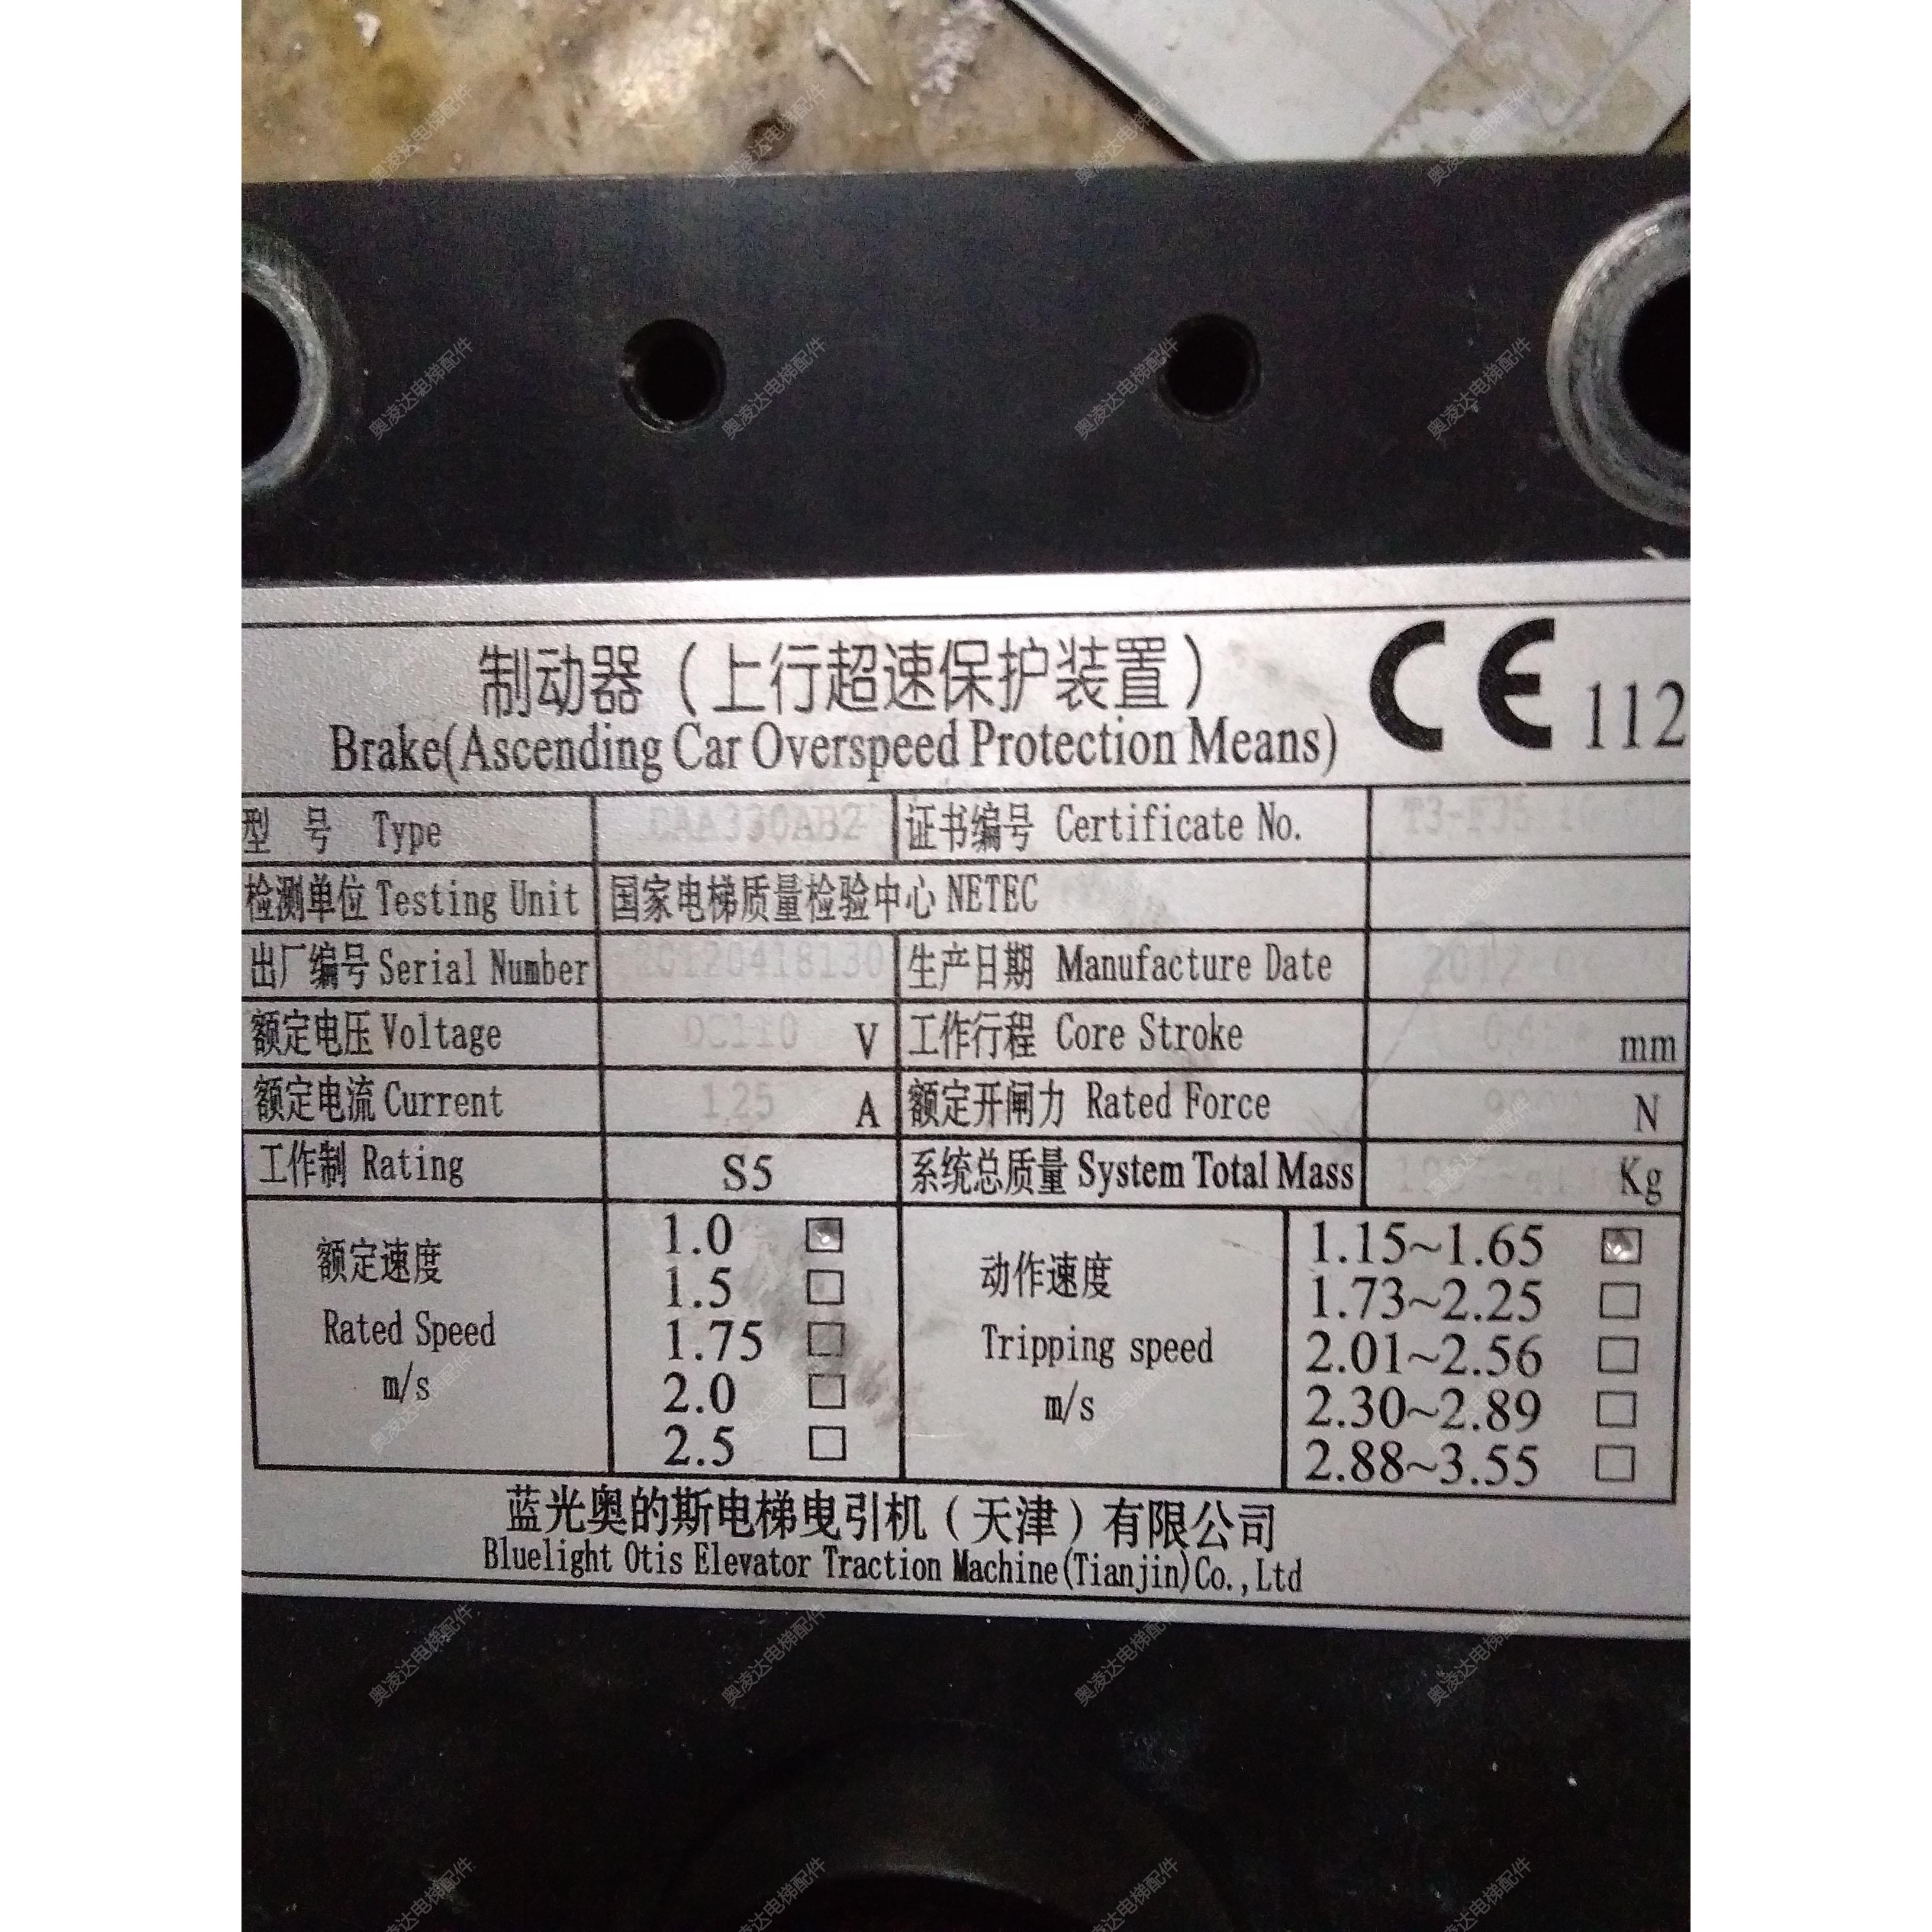 制动器（上行超速保护装置）
Brake(Ascending Car Overspeed Protection Means)
CE 112
型 号 Type 证书编号 Certificate No.
检测单位 Testing Unit 国家电梯质量检验中心 NETEC
出厂编号 Serial Number 20120418130 生产日期 Manufacture Date
额定电压 Voltage V 工作行程 Core Stroke mm
额定电流 Current 1.25 A 额定开闸力 Rated Force N
工作制 Rating S5 系统总质量 System Total Mass Kg
额定速度
Rated Speed
m/s
1.0
1.5 □
1.75 □
2.0 □
2.5 □
动作速度
Tripping speed
m/s
1.15~1.65
1.73~2.25 □
2.01~2.56 □
2.30~2.89 □
2.88~3.55 □
蓝光奥的斯电梯曳引机（天津）有限公司
Bluelight Otis Elevator Traction Machine(Tianjin)Co.,Ltd
奥凌达电梯配件